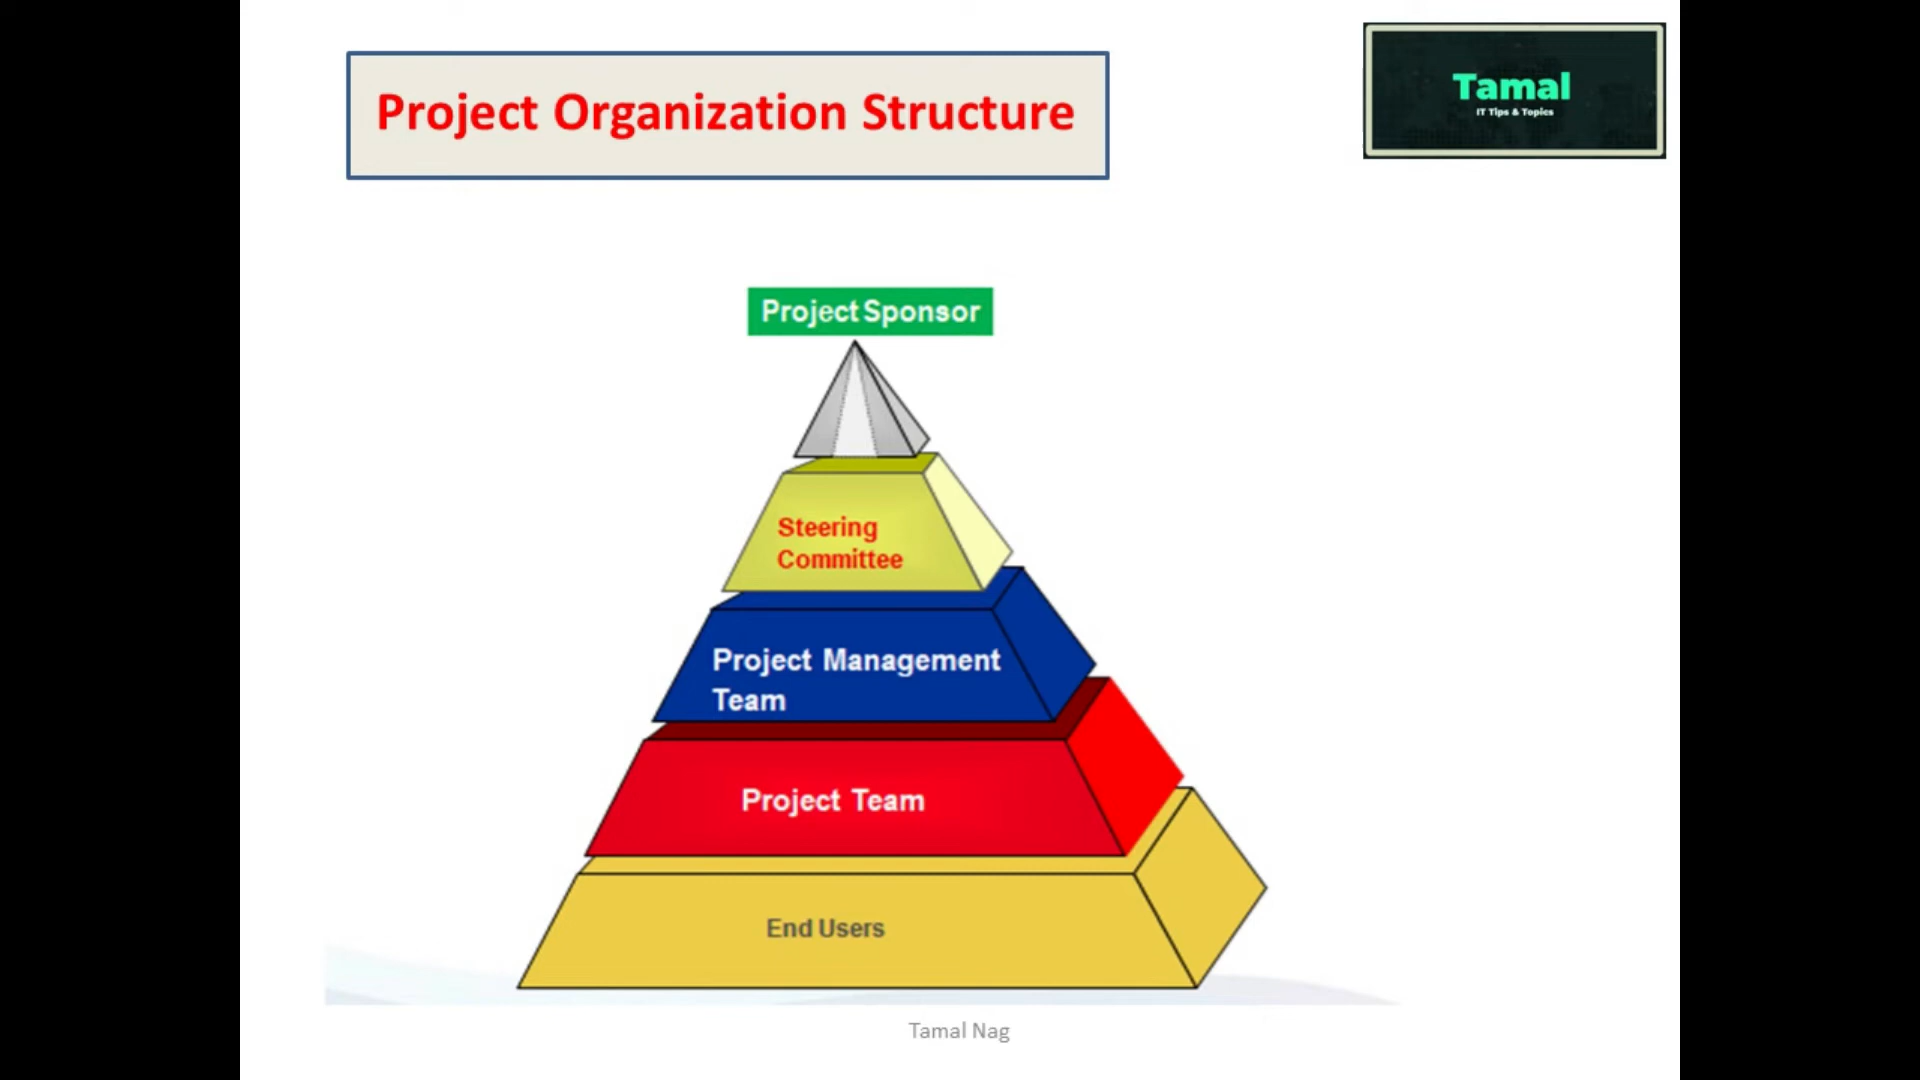 Project Organization Structure
Tamal
IT Tips & Topics
Project Sponsor
Steering
Committee
Project Management
Team
Project Team
End Users
Tamal Nag